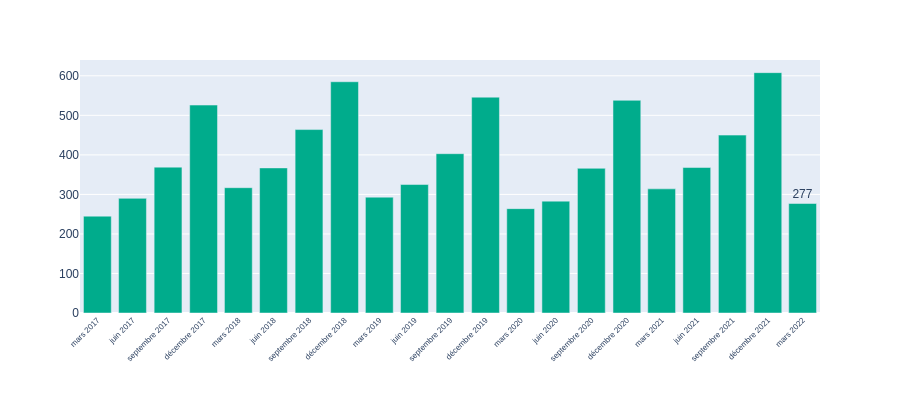 600
500
400
300
200
100
0
277
mars 2017
juin 2017
septembre 2017
décembre 2017
mars 2018
juin 2018
septembre 2018
décembre 2018
mars 2019
juin 2019
septembre 2019
décembre 2019
mars 2020
juin 2020
septembre 2020
décembre 2020
mars 2021
juin 2021
septembre 2021
décembre 2021
mars 2022